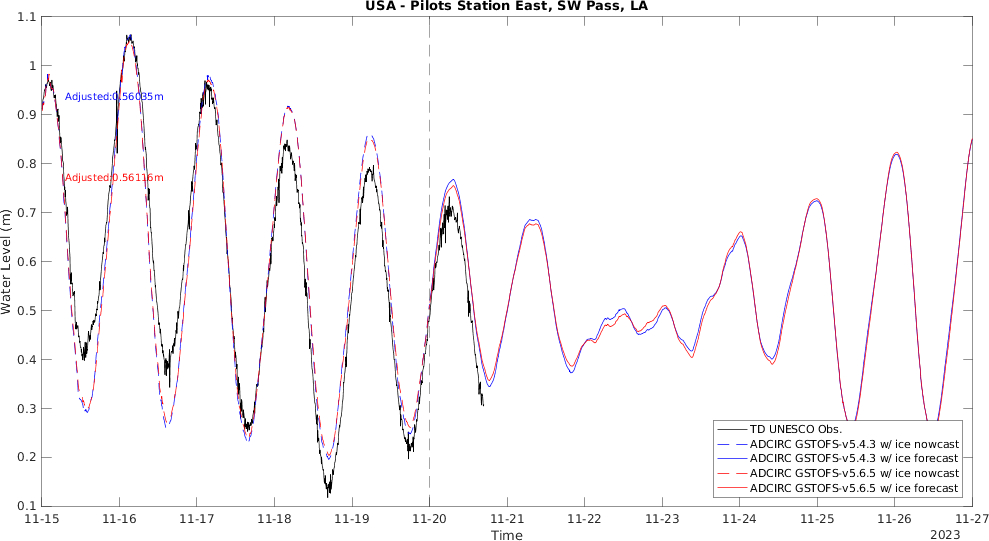 USA - Pilots Station East, SW Pass, LA
1.1
1
0.9
0.8
0.7
0.6
0.5
0.4
0.3
0.2
0.1
Water Level (m)
Adjusted:0.56035m
Adjusted:0.56116m
TD UNESCO Obs.
ADCIRC GSTOFS-v5.4.3 w/ ice nowcast
ADCIRC GSTOFS-v5.4.3 w/ ice forecast
ADCIRC GSTOFS-v5.6.5 w/ ice nowcast
ADCIRC GSTOFS-v5.6.5 w/ ice forecast
11-15 11-16 11-17 11-18 11-19 11-20 11-21 11-22 11-23 11-24 11-25 11-26 11-27
Time
2023